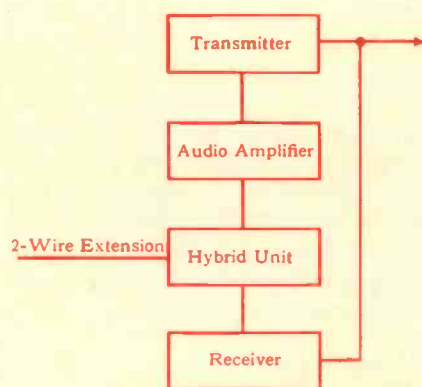 Transmitter
Audio Amplifier
2-Wire Extension
Hybrid Unit
Receiver